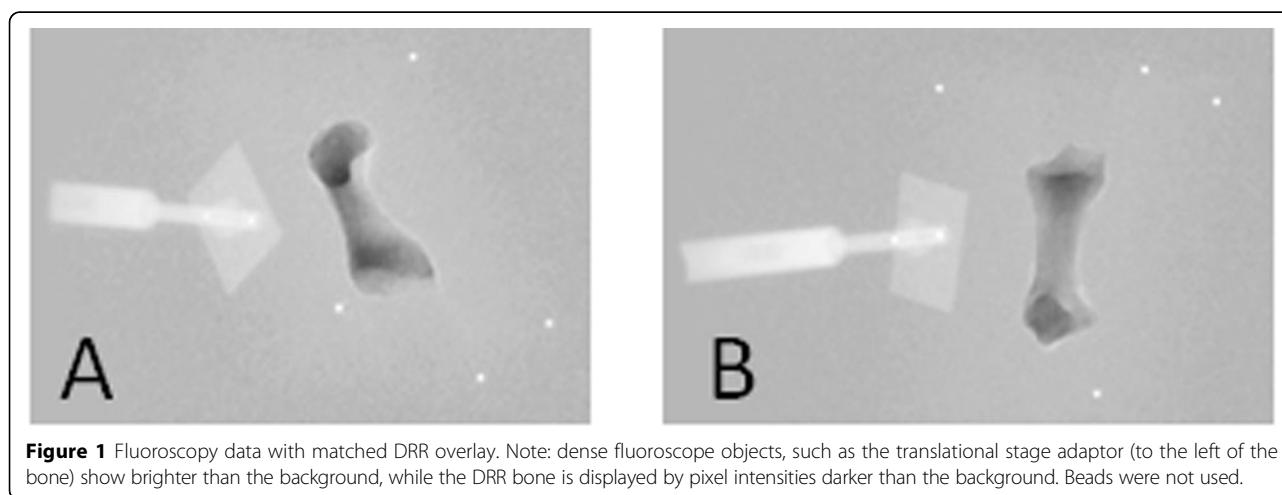 A
B
Figure 1 Fluoroscopy data with matched DRR overlay. Note: dense fluoroscope objects, such as the translational stage adaptor (to the left of the
bone) show brighter than the background, while the DRR bone is displayed by pixel intensities darker than the background. Beads were not used.